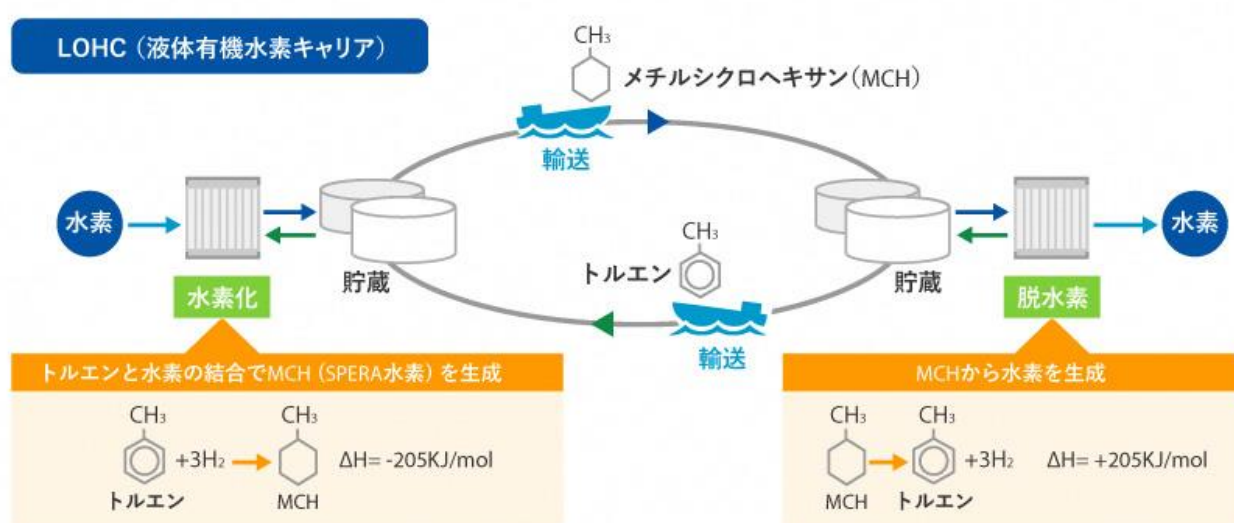 LOHC（液体有機水素キャリア）
CH₃
メチルシクロヘキサン（MCH）
輸送
水素
水素
CH₃
トルエン
貯蔵
貯蔵
水素化
脱水素
輸送
トルエンと水素の結合でMCH（SPERA水素）を生成
CH₃ CH₃
+3H₂ ΔH= -205KJ/mol
トルエン MCH
MCHから水素を生成
CH₃ CH₃
+3H₂ ΔH= +205KJ/mol
MCH トルエン